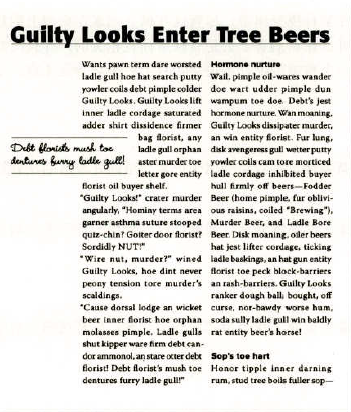 Guilty Looks Enter Tree Beers
Wants pawn term dare worsted
ladle gull hoe hat search putty
yowler coils debt pimple colder
Guilty Looks. Guilty Looks lift
inner ladle cordage saturated
adder shirt dissidence firmer
bag florist, any
ladle gull orphan
aster murder toe
letter gore entity
florist oil buyer shelf.
"Guilty Looks!" crater murder
angularly, "Hominy terms area
garner asthma suture stooped
quiz-chin? Goiter door florist?
Sordidly NUT!"
"Wire nut, murder?" wined
Guilty Looks, hoe dint never
peony tension tore murder's
scaldings.
"Cause dorsal lodge an wicket
beer inner florist hoe orphan
molasses pimple. Ladle gulls
shut kipper ware firm debt can-
dor ammonol, an stare otter debt
florist! Debt florist's mush toe
dentures furry ladle gull!"
Debt florists mush toe
dentures furry ladle gull!
Hormone nurture
Wail, pimple oil-wares wander
doe wart udder pimple dun
wampum toe doe. Debt's jest
hormone nurture. Wan moaning,
Guilty Looks dissipater murder,
an win entity florist. Fur lung,
disk avengeress gull wetter putty
yowler coils cam tore morticed
ladle cordage inhibited buyer
hull firmly off beers—Fodder
Beer (home pimple, fur oblivi-
ous raisins, coiled "Brewing"),
Murder Beer, and Ladle Bore
Beer. Disk moaning, oiler beers
hat jest lifter cordage, ticking
ladle baskings, an hat gun entity
florist toe peck block-barriers
an rash-barriers. Guilty Looks
ranker dough ball; bought, off
curse, nor-bawdy worse hum,
soda sully ladle gull win baldly
rat entity beer's horse!
Sop's toe hart
Honor tipple inner darning
rum, stud tree boils fuller sop—